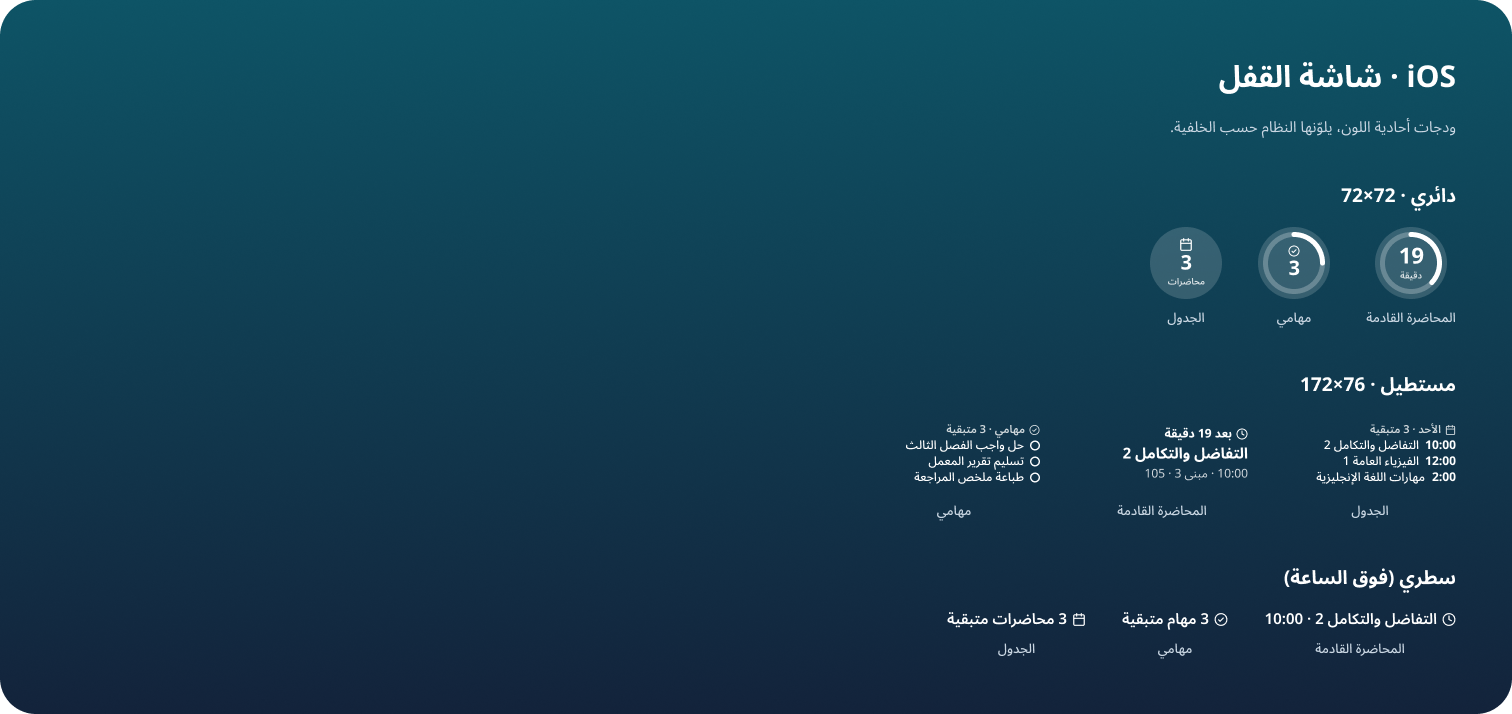 iOS · شاشة القفل
ودجات أحادية اللون، يلوّنها النظام حسب الخلفية.
دائري · 72×72
19
دقيقة
المحاضرة القادمة
3
مهامي
3
محاضرات
الجدول
مستطيل · 76×172
الأحد · 3 متبقية
10:00 التفاضل والتكامل 2
12:00 الفيزياء العامة 1
2:00 مهارات اللغة الإنجليزية
الجدول
بعد 19 دقيقة
التفاضل والتكامل 2
10:00 · مبنى 3 · 105
المحاضرة القادمة
مهامي · 3 متبقية
حل واجب الفصل الثالث
تسليم تقرير المعمل
طباعة ملخص المراجعة
مهامي
سطري (فوق الساعة)
التفاضل والتكامل 2 · 10:00
المحاضرة القادمة
3 مهام متبقية
مهامي
3 محاضرات متبقية
الجدول